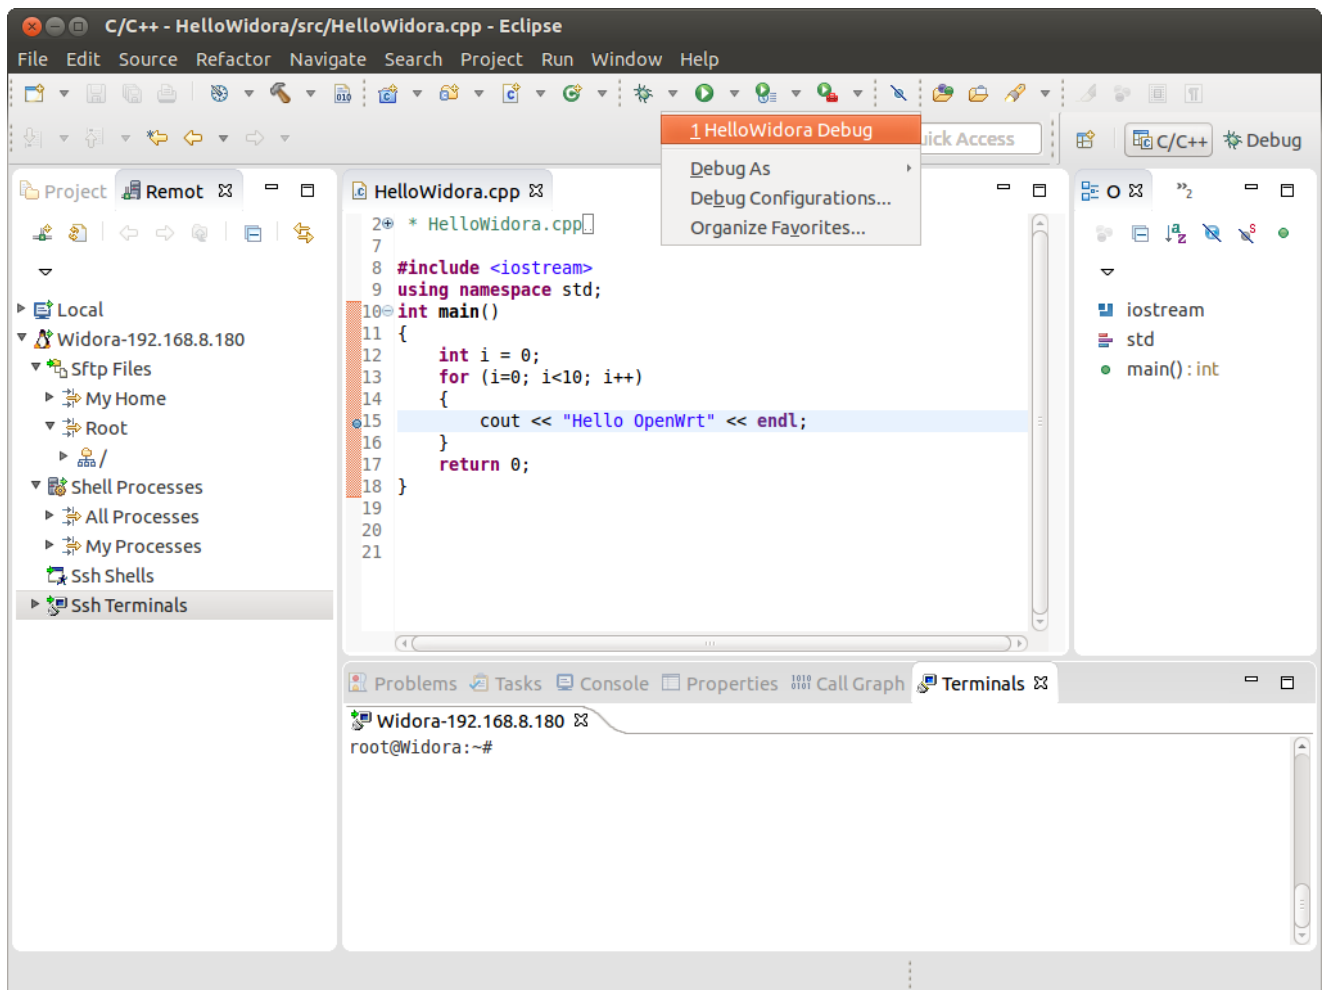 C/C++ - HelloWidora/src/HelloWidora.cpp - Eclipse
File Edit Source Refactor Navigate Search Project Run Window Help
1 HelloWidora Debug
Debug As
Debug Configurations...
Organize Favorites...
uick Access
C/C++
Debug
Project
Remot
Local
Widora-192.168.8.180
Sftp Files
My Home
Root
/
Shell Processes
All Processes
My Processes
Ssh Shells
Ssh Terminals
HelloWidora.cpp
2 * HelloWidora.cpp
7
8 #include <iostream>
9 using namespace std;
10 int main()
11 {
12 int i = 0;
13 for (i=0; i<10; i++)
14 {
15 cout << "Hello OpenWrt" << endl;
16 }
17 return 0;
18 }
19
20
21
O
»2
iostream
std
main() : int
Problems Tasks Console Properties Call Graph Terminals
Widora-192.168.8.180
root@Widora:~#